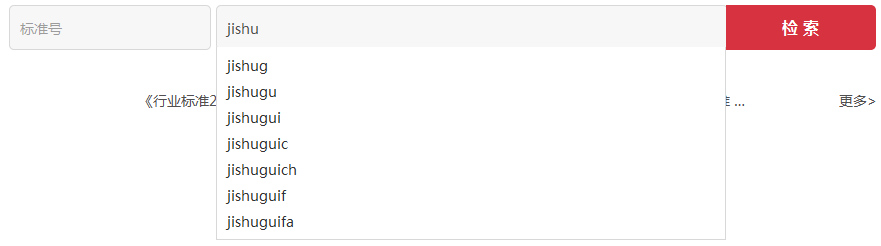 标准号
jishu
检 索
jishug
jishugu
jishugui
jishuguic
jishuguich
jishuguif
jishuguifa
《行业标准2
...
更多>